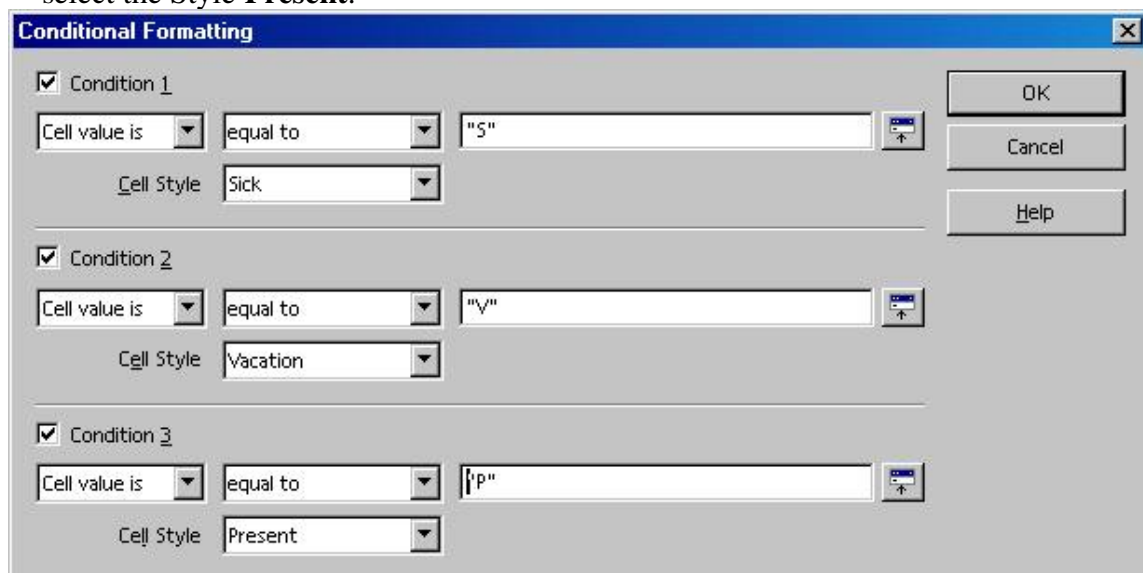 select the Style Present.
Conditional Formatting
Condition 1
OK
Cell value is equal to "S"
Cancel
Cell Style Sick
Help
Condition 2
Cell value is equal to "V"
Cell Style Vacation
Condition 3
Cell value is equal to "P"
Cell Style Present